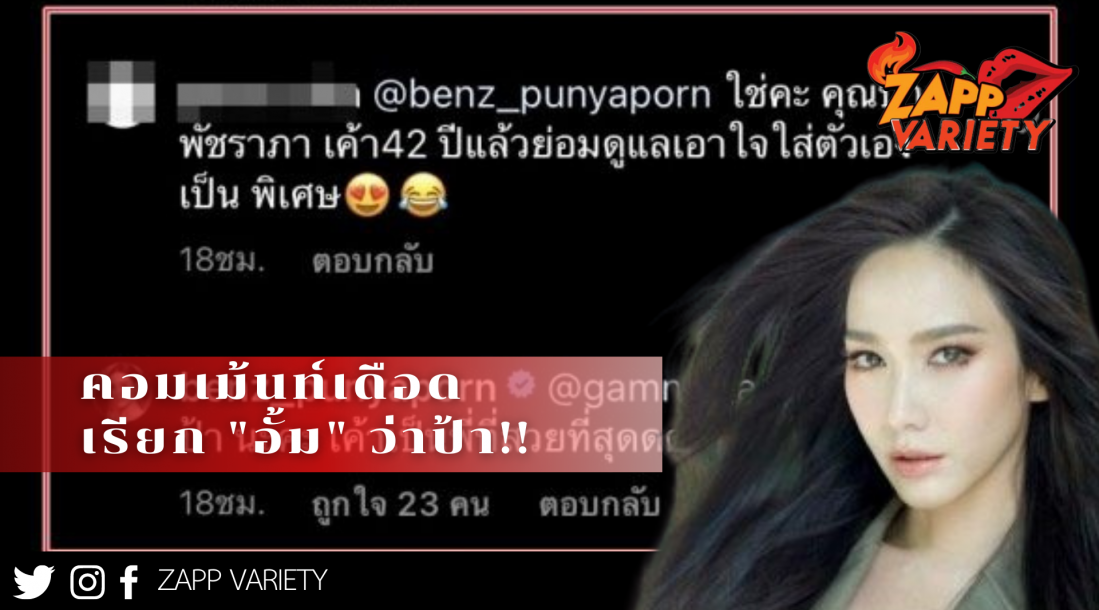 @benz_punyaporn ใช่คะ
พัชราภา เค้า42 ปีแล้วย่อมดูแลเอาใจใส่ตัวเอง
เป็น พิเศษ😍😂
18ชม. ตอบกลับ
ZAPP
VARIETY
คอมเม้นท์เดือด
เรียก "อั้ม" ว่าป้า!!
18ชม. ถูกใจ 23 คน ตอบกลับ
ZAPP VARIETY